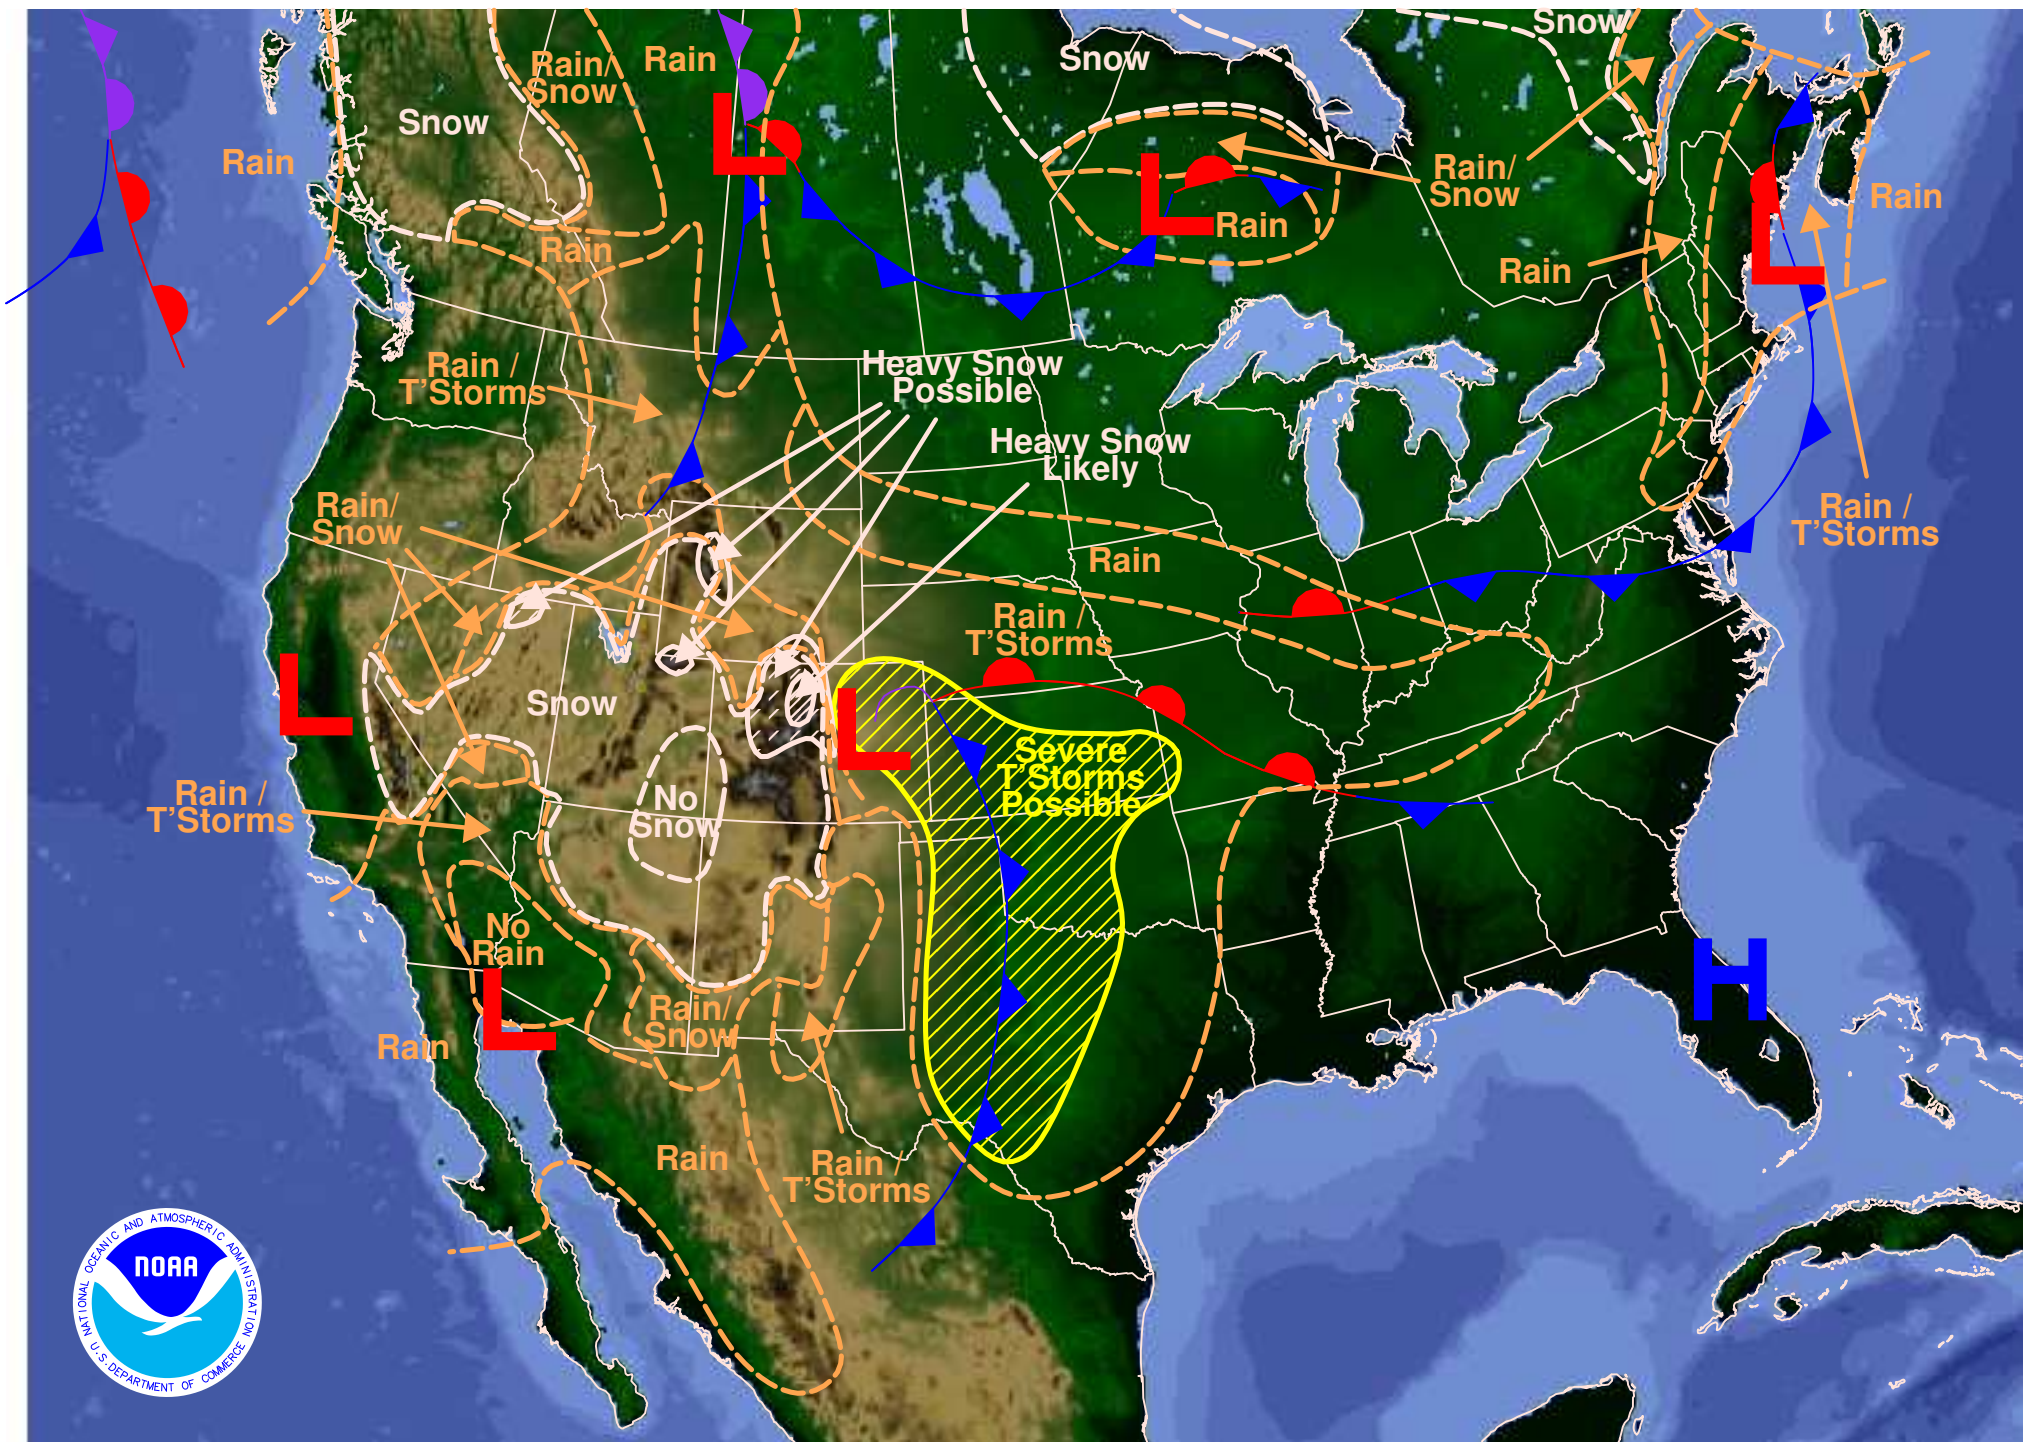 Snow
Snow
Rain
Rain/
Snow
Snow
Rain
Rain/
Snow
Rain
Rain
Rain
Rain
Rain
Heavy Snow
Possible
Rain /
T'Storms
Heavy Snow
Likely
Rain/
Snow
Rain /
T'Storms
Rain
Rain /
T'Storms
L
L
L
L
L
L
L
H
Snow
Severe
T'Storms
Possible
Rain /
T'Storms
No
Snow
No
Rain
Rain/
Snow
Rain
Rain
Rain /
T'Storms
NATIONAL OCEANIC AND ATMOSPHERIC ADMINISTRATION
NOAA
U.S. DEPARTMENT OF COMMERCE